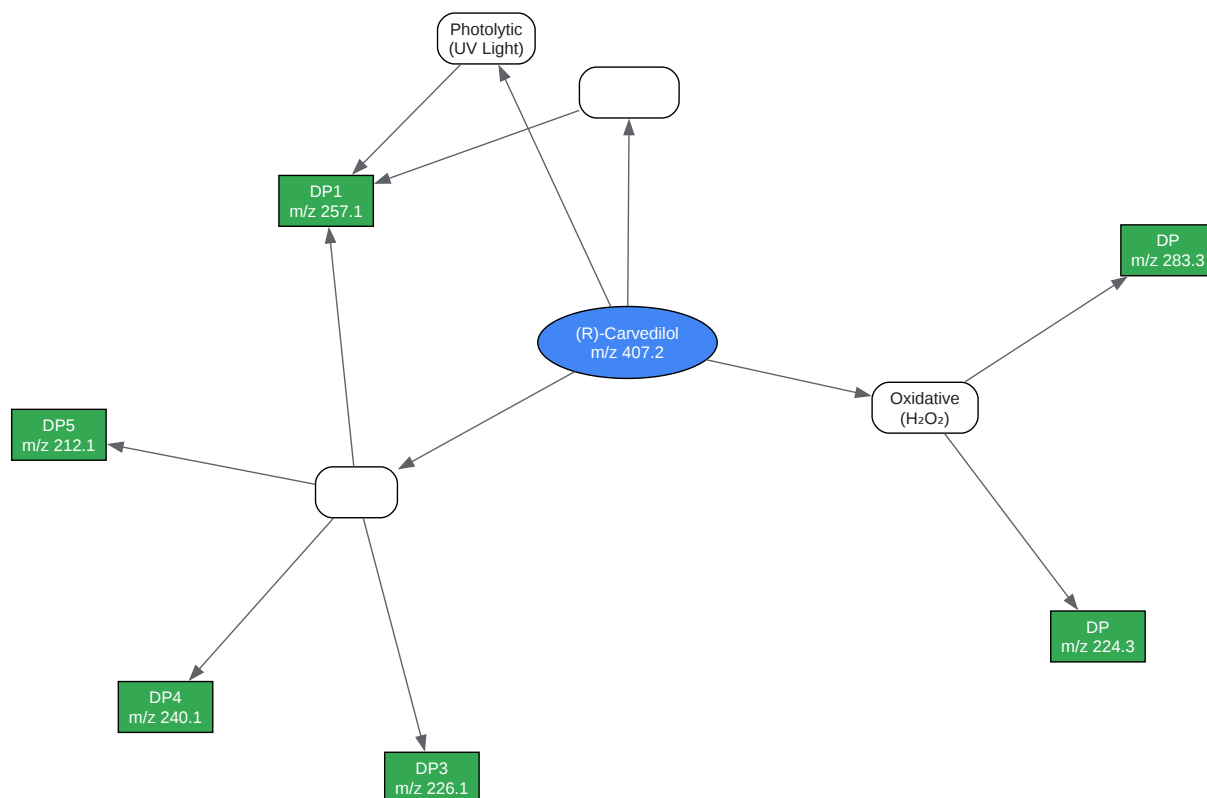 Photolytic
(UV Light)
DP1
m/z 257.1
DP
m/z 283.3
(R)-Carvedilol
m/z 407.2
Oxidative
(H₂O₂)
DP5
m/z 212.1
DP
m/z 224.3
DP4
m/z 240.1
DP3
m/z 226.1